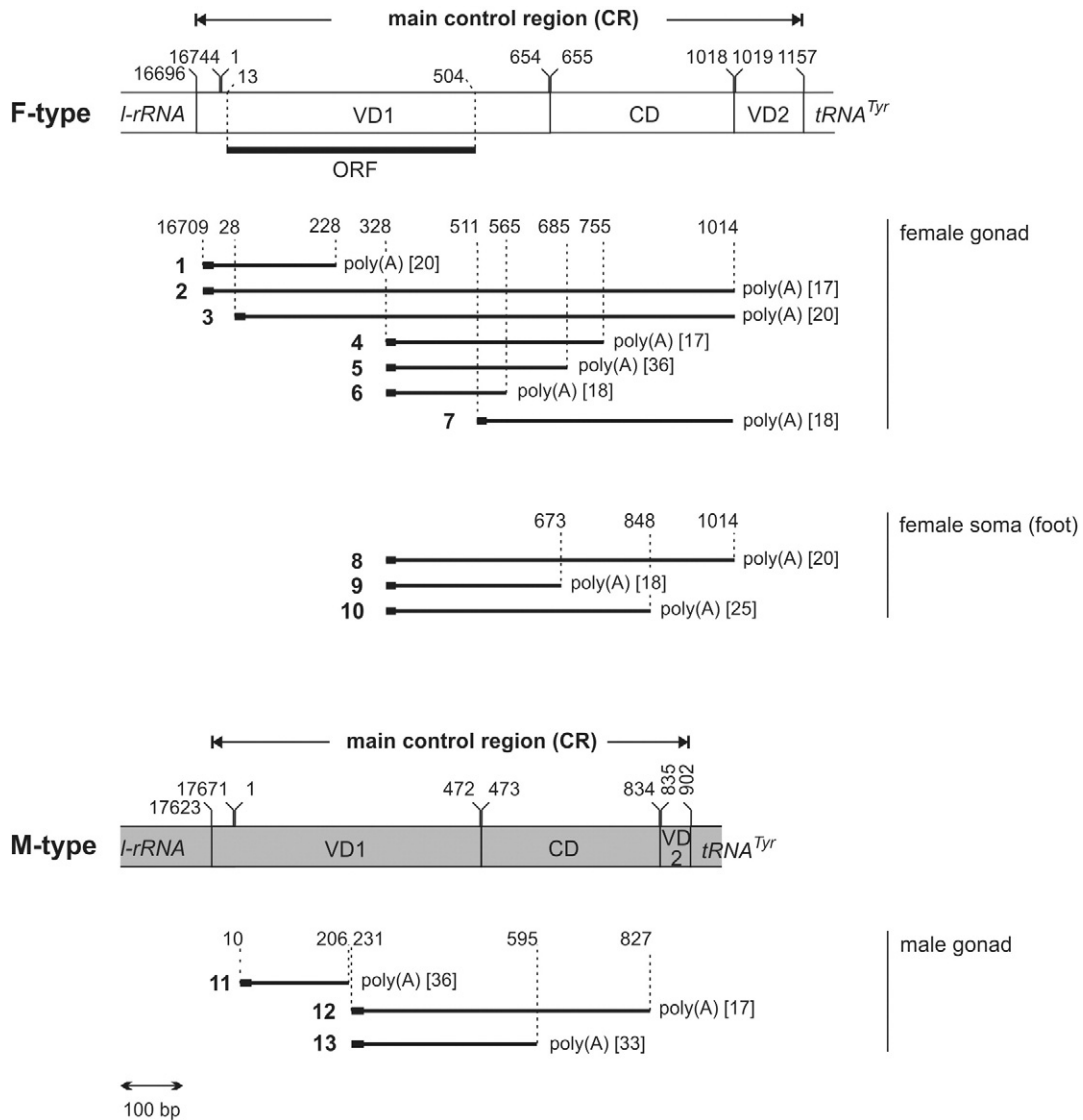 main control region (CR)
16744 1 654 655 1018 1019 1157
16696 13 504
F-type l-rRNA VD1 CD VD2 tRNA^Tyr
ORF
16709 28 228 328 511 565 685 755 1014 female gonad
1 poly(A) [20]
2 poly(A) [17]
3 poly(A) [20]
4 poly(A) [17]
5 poly(A) [36]
6 poly(A) [18]
7 poly(A) [18]
673 848 1014 female soma (foot)
8 poly(A) [20]
9 poly(A) [18]
10 poly(A) [25]
main control region (CR)
17671 1 472 473 834 835 902
17623
M-type l-rRNA VD1 CD VD 2 tRNA^Tyr
10 206 231 595 827 male gonad
11 poly(A) [36]
12 poly(A) [17]
13 poly(A) [33]
100 bp